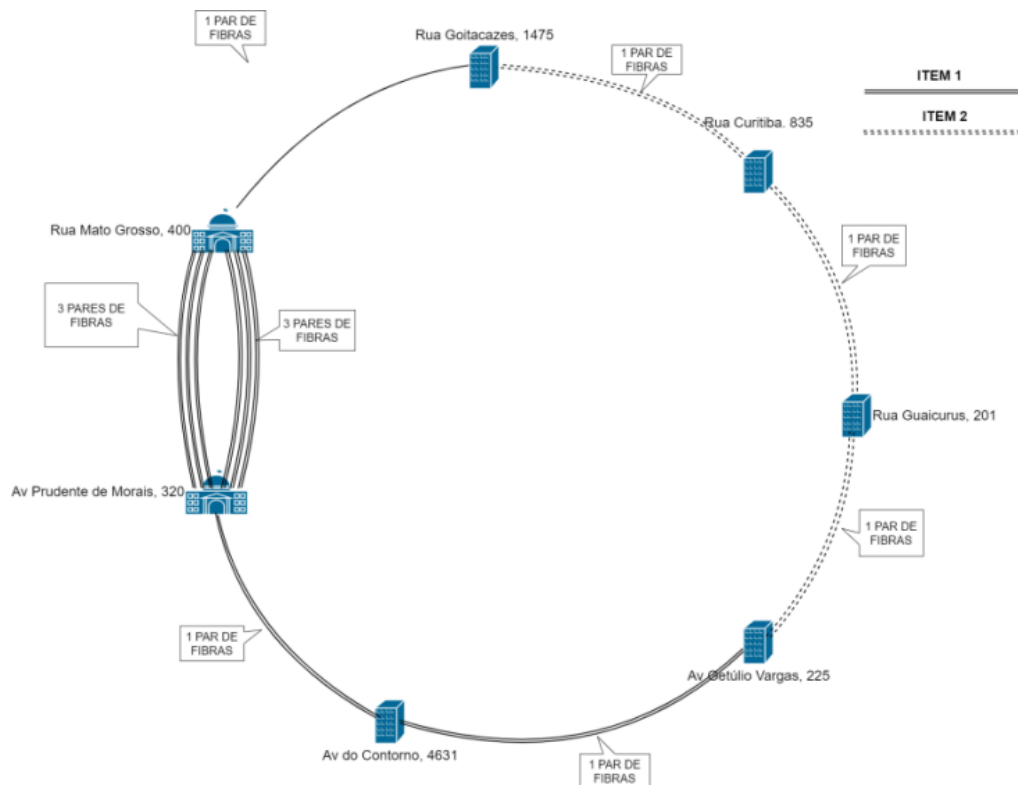 1 PAR DE
FIBRAS
Rua Goitacazes, 1475
1 PAR DE
FIBRAS
ITEM 1
ITEM 2
Rua Curitiba. 835
Rua Mato Grosso, 400
1 PAR DE
FIBRAS
3 PARES DE
FIBRAS
3 PARES DE
FIBRAS
Rua Guaicurus, 201
Av Prudente de Morais, 320
1 PAR DE
FIBRAS
1 PAR DE
FIBRAS
Av Getúlio Vargas, 225
Av do Contorno, 4631
1 PAR DE
FIBRAS